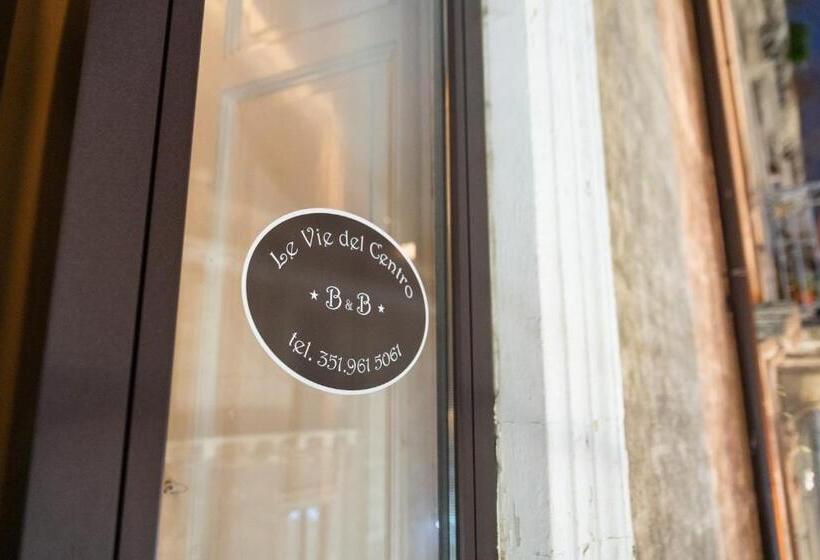 Le Vie del Centro
★ B & B ★
tel. 351.961 5061